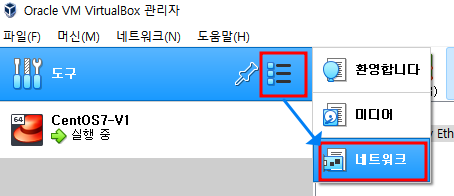 Oracle VM VirtualBox 관리자
파일(F) 머신(M) 네트워크(N) 도움말(H)
도구
환영합니다
미디어
네트워크
64
CentOS7-V1
실행 중
Eth